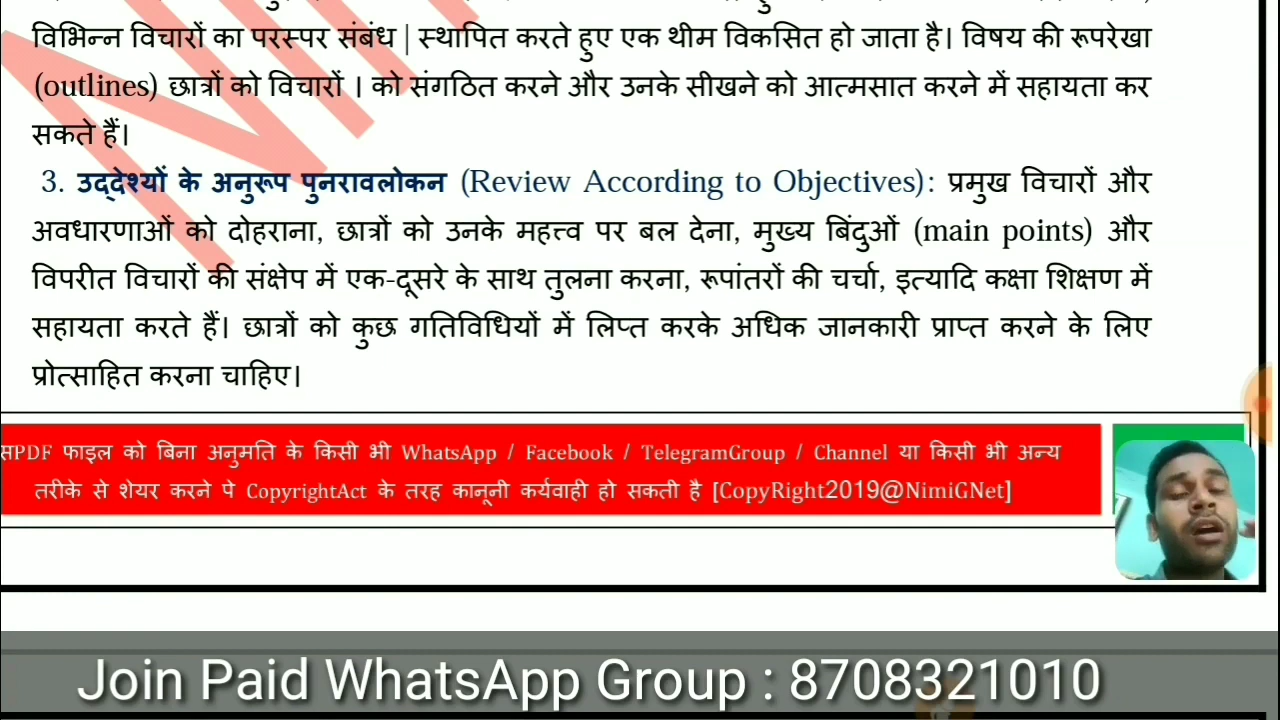 विभिन्न विचारों का परस्पर संबंध | स्थापित करते हुए एक थीम विकसित हो जाता है। विषय की रूपरेखा
(outlines) छात्रों को विचारों । को संगठित करने और उनके सीखने को आत्मसात करने में सहायता कर
सकते हैं।
3. उद्देश्यों के अनुरूप पुनरावलोकन (Review According to Objectives): प्रमुख विचारों और
अवधारणाओं को दोहराना, छात्रों को उनके महत्त्व पर बल देना, मुख्य बिंदुओं (main points) और
विपरीत विचारों की संक्षेप में एक-दूसरे के साथ तुलना करना, रूपांतरों की चर्चा, इत्यादि कक्षा शिक्षण में
सहायता करते हैं। छात्रों को कुछ गतिविधियों में लिप्त करके अधिक जानकारी प्राप्त करने के लिए
प्रोत्साहित करना चाहिए।
PDF फाइल को बिना अनुमति के किसी भी WhatsApp / Facebook / TelegramGroup / Channel या किसी भी अन्य
तरीके से शेयर करने पे CopyrightAct के तरह कानूनी कर्यवाही हो सकती है [CopyRight2019@NimiGNet]
Join Paid WhatsApp Group : 8708321010